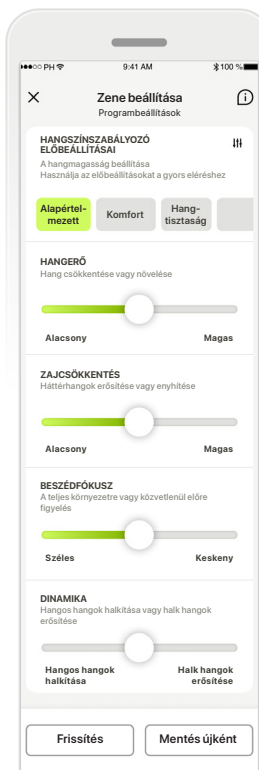 ●●●○○ PH 9:41 AM 100 %
Zene beállítása
Programbeállítások
HANGSZÍNSZABÁLYOZÓ
ELŐBEÁLLÍTÁSAI
A hangmagasság beállítása
Használja az előbeállításokat a gyors eléréshez
Alapértel-
mezett
Komfort
Hang-
tisztaság
HANGERŐ
Hang csökkentése vagy növelése
Alacsony Magas
ZAJCSÖKKENTÉS
Háttérhangok erősítése vagy enyhítése
Alacsony Magas
BESZÉDFÓKUSZ
A teljes környezetre vagy közvetlenül előre
figyelés
Széles Keskeny
DINAMIKA
Hangos hangok halkítása vagy halk hangok
erősítése
Hangos hangok
halkítása
Halk hangok
erősítése
Frissítés Mentés újként